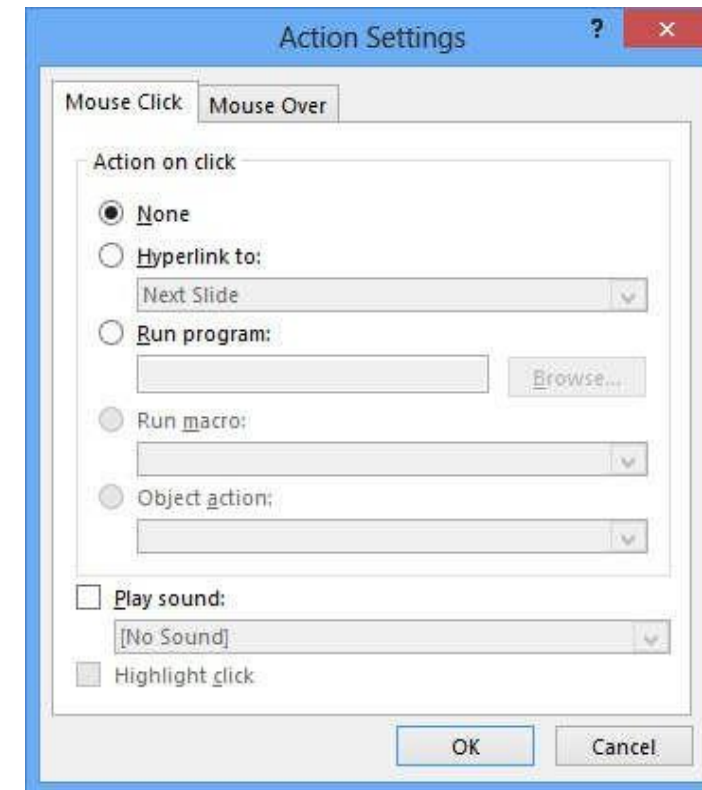 Action Settings ?
Mouse Click Mouse Over
Action on click
None
Hyperlink to:
Next Slide
Run program:
Browse...
Run macro:
Object action:
Play sound:
[No Sound]
Highlight click
OK Cancel